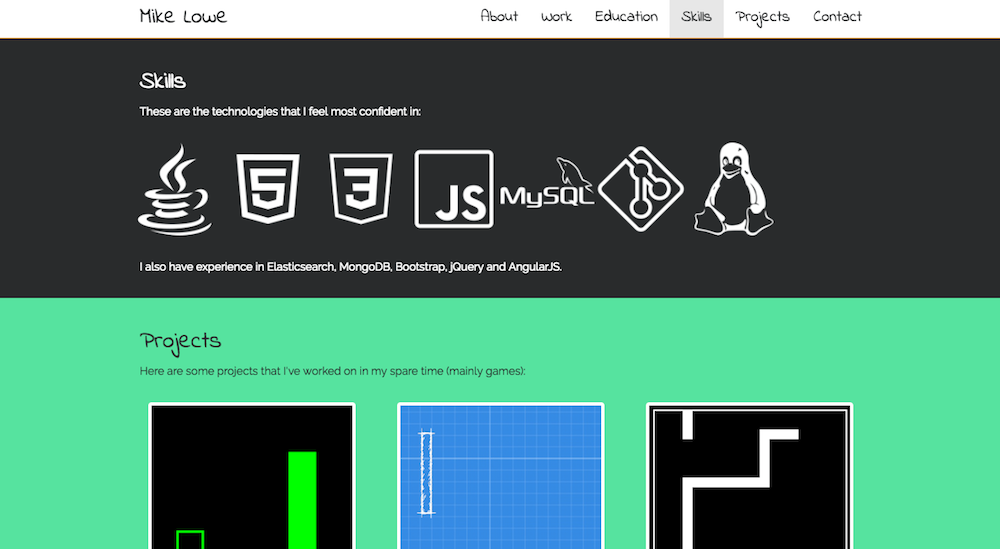 Mike Lowe
About Work Education Skills Projects Contact
Skills
These are the technologies that I feel most confident in:
5 3 JS MySQL
I also have experience in Elasticsearch, MongoDB, Bootstrap, jQuery and AngularJS.
Projects
Here are some projects that I've worked on in my spare time (mainly games):